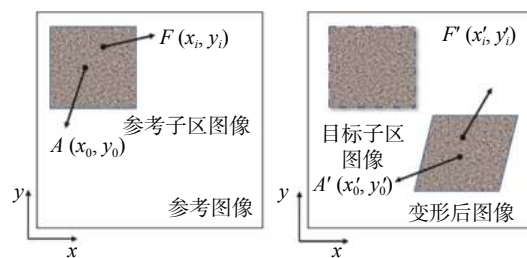 F (xᵢ, yᵢ)
A (x₀, y₀)
参考子区图像
参考图像
y
x
F′ (x′ᵢ, y′ᵢ)
目标子区
图像
A′ (x′₀, y′₀)
变形后图像
y
x